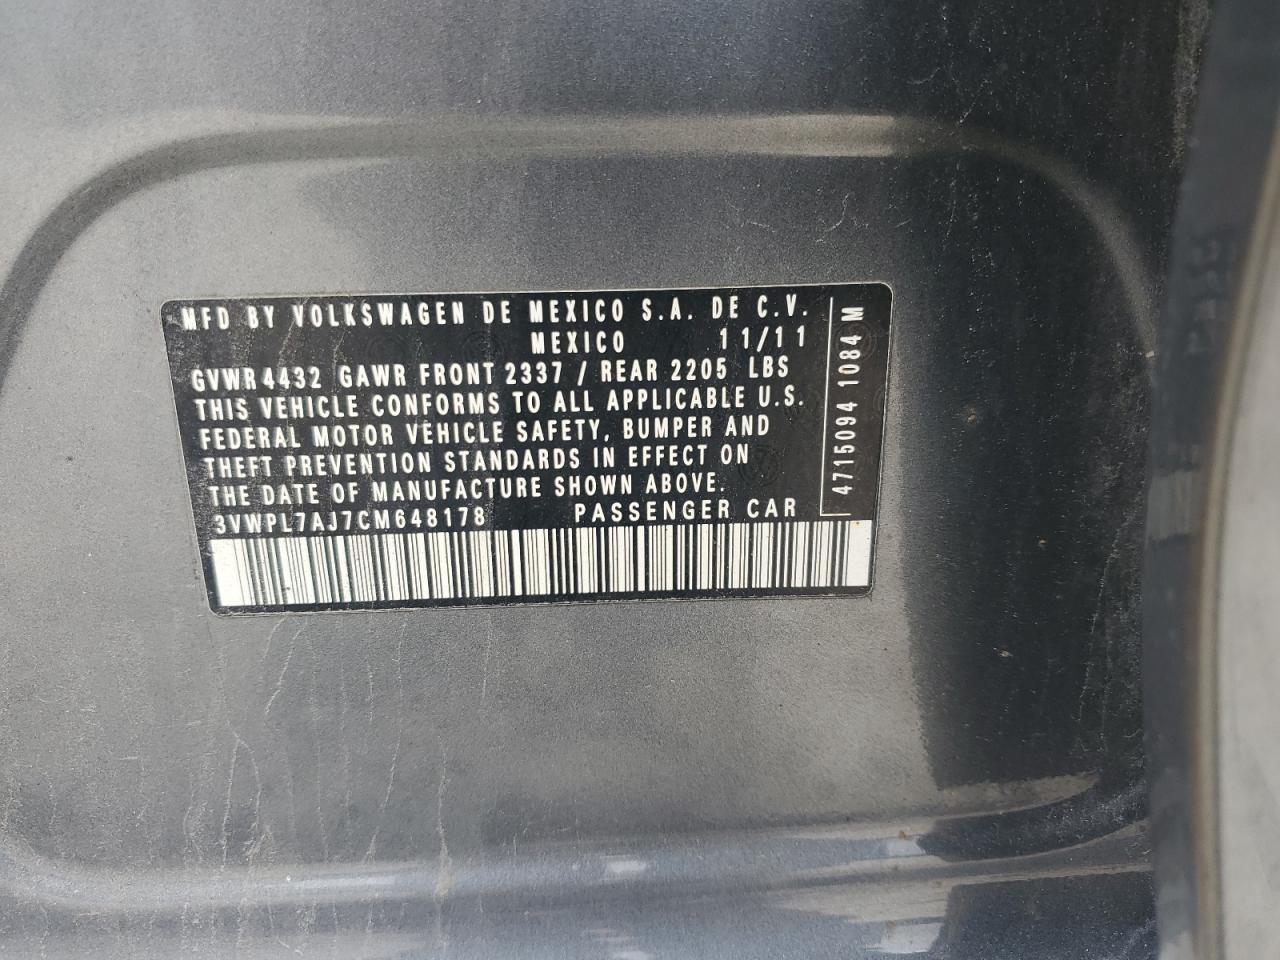 MFD BY VOLKSWAGEN DE MEXICO S.A. DE C.V.
MEXICO 11/11
GVWR 4432 GAWR FRONT 2337 / REAR 2205 LBS
THIS VEHICLE CONFORMS TO ALL APPLICABLE U.S.
FEDERAL MOTOR VEHICLE SAFETY, BUMPER AND
THEFT PREVENTION STANDARDS IN EFFECT ON
THE DATE OF MANUFACTURE SHOWN ABOVE.
3VWPL7AJ7CM648178 PASSENGER CAR
4715094 1084 M